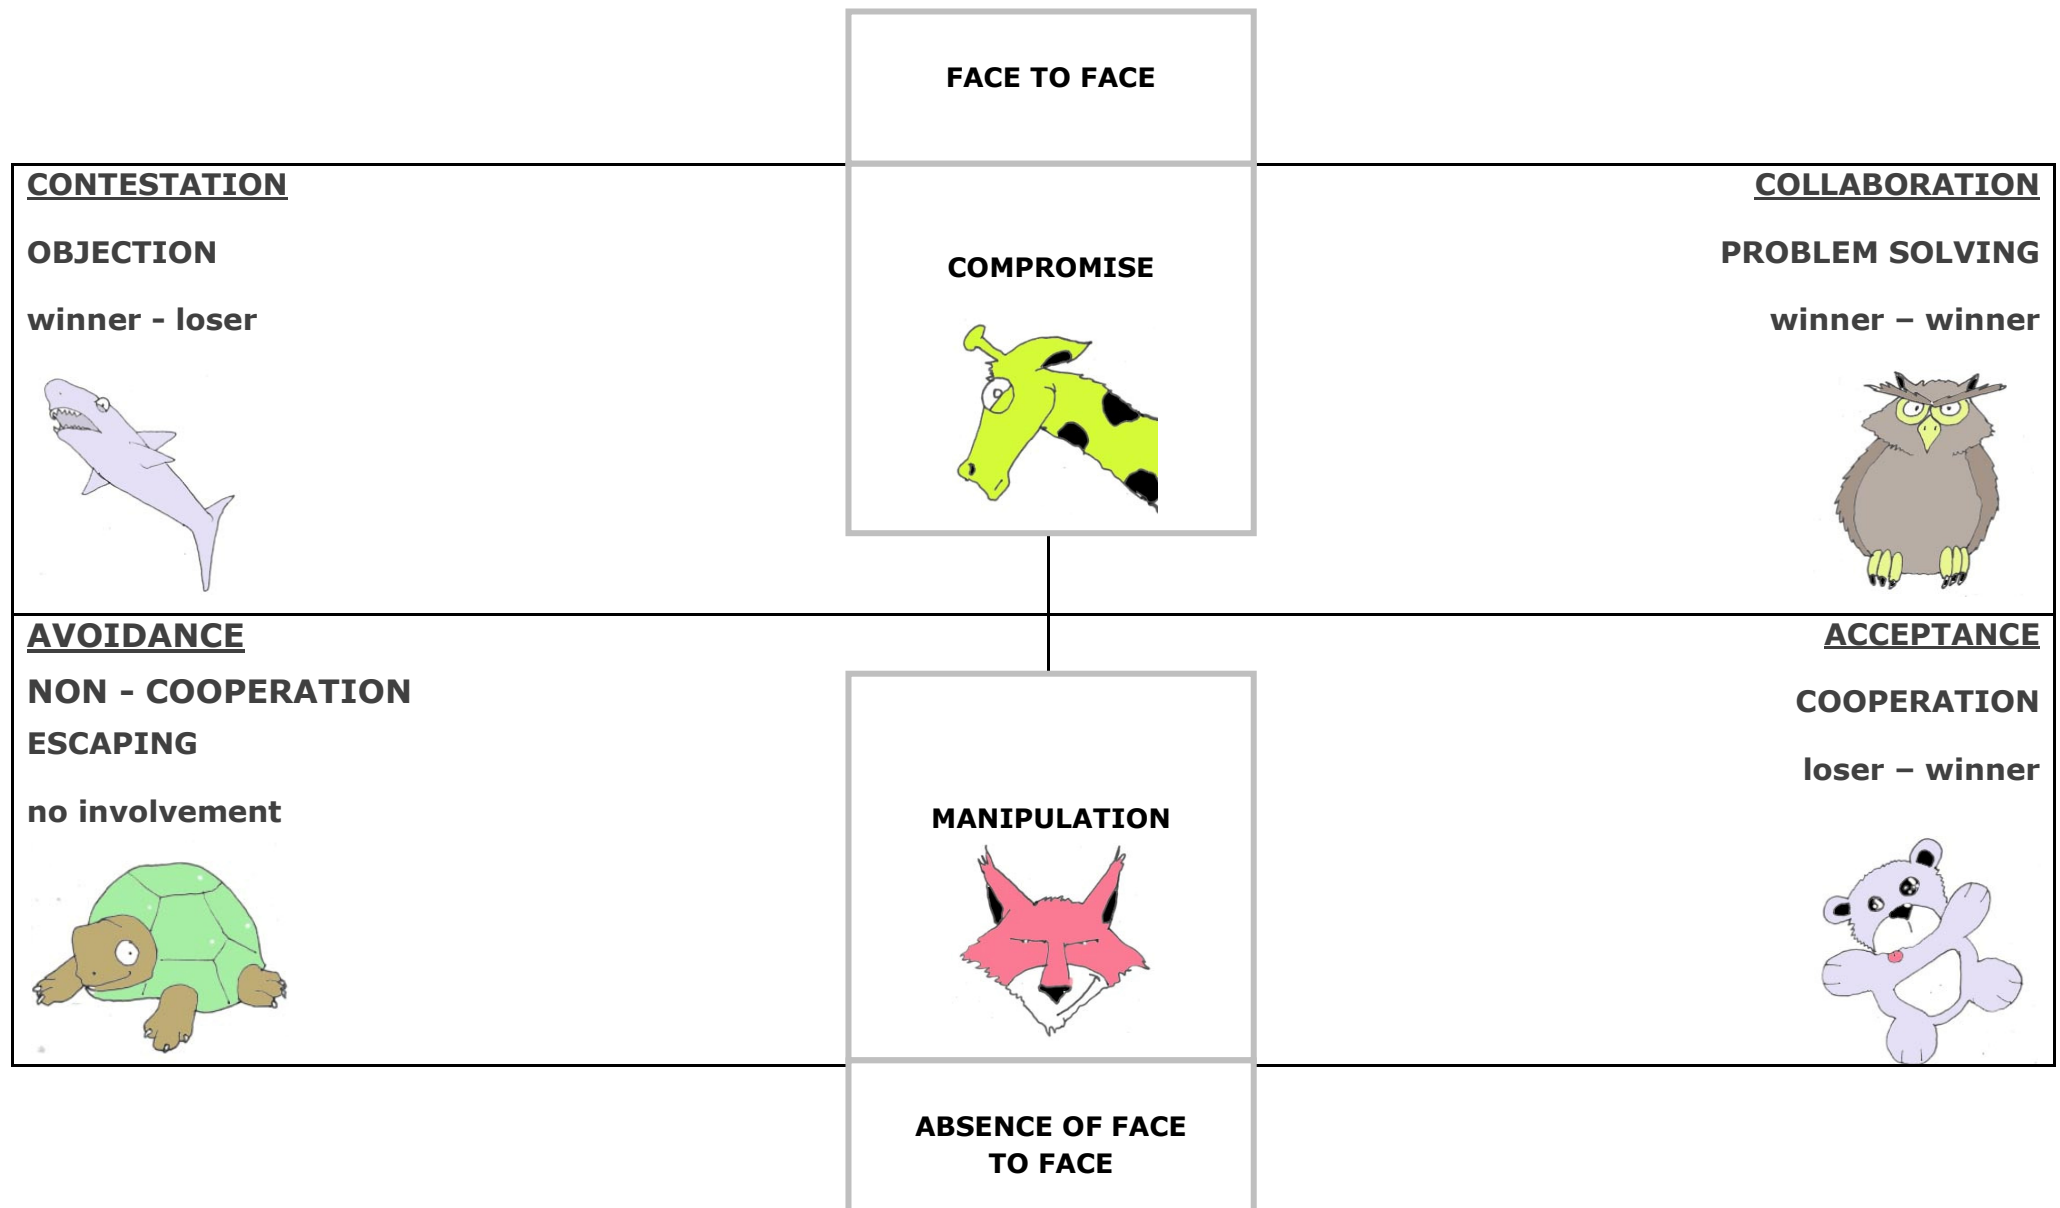 FACE TO FACE
CONTESTATION
OBJECTION
winner - loser
COMPROMISE
COLLABORATION
PROBLEM SOLVING
winner – winner
AVOIDANCE
NON - COOPERATION
ESCAPING
no involvement
MANIPULATION
ACCEPTANCE
COOPERATION
loser – winner
ABSENCE OF FACE
TO FACE